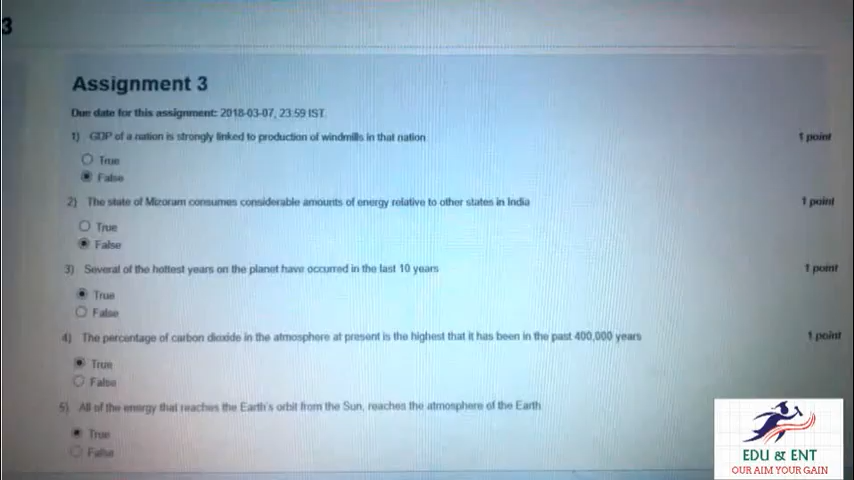 3
Assignment 3
Due date for this assignment: 2018-03-07, 23:59 IST.
1) GDP of a nation is strongly linked to production of windmills in that nation
1 point
True
False
2) The state of Mizoram consumes considerable amounts of energy relative to other states in India
1 point
True
False
3) Several of the hottest years on the planet have occurred in the last 10 years
1 point
True
False
4) The percentage of carbon dioxide in the atmosphere at present is the highest that it has been in the past 400,000 years
1 point
True
False
5) All of the energy that reaches the Earth's orbit from the Sun, reaches the atmosphere of the Earth
True
False
EDU & ENT
OUR AIM YOUR GAIN